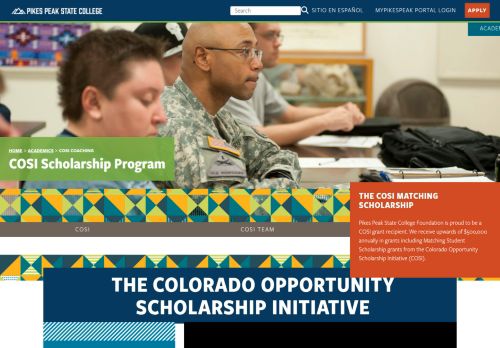 PIKES PEAK STATE COLLEGE
Search
SITIO EN ESPAÑOL
MYPIKESPEAK PORTAL LOGIN
APPLY
ACADE
HOME > ACADEMICS > COSI COACHING
COSI Scholarship Program
COSI
COSI TEAM
THE COSI MATCHING
SCHOLARSHIP
Pikes Peak State College Foundation is proud to be a
COSI grant recipient. We receive upwards of $500,000
annually in grants including Matching Student
Scholarship grants from the Colorado Opportunity
Scholarship Initiative (COSI).
THE COLORADO OPPORTUNITY
SCHOLARSHIP INITIATIVE